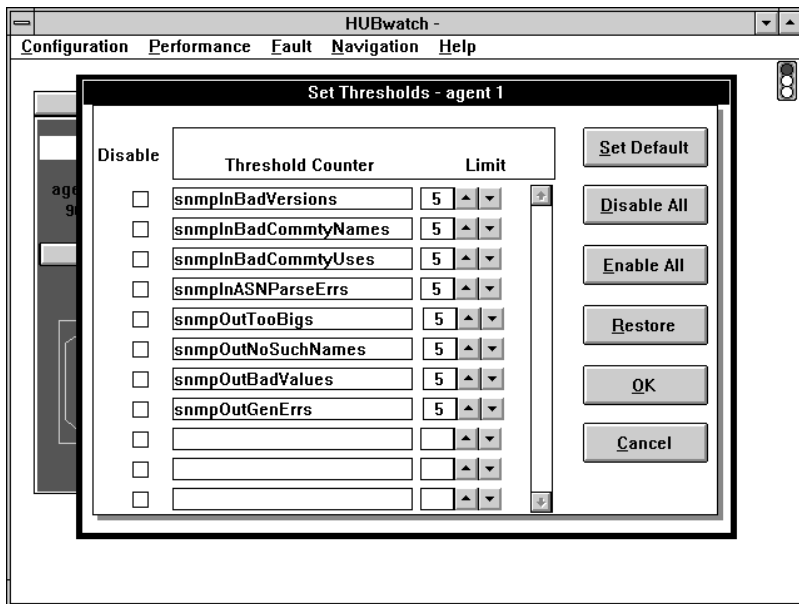 HUBwatch -
Configuration Performance Fault Navigation Help
Set Thresholds - agent 1
Disable Threshold Counter Limit
snmpInBadVersions 5
snmpInBadCommtyNames 5
snmpInBadCommtyUses 5
snmpInASNParseErrs 5
snmpOutTooBigs 5
snmpOutNoSuchNames 5
snmpOutBadValues 5
snmpOutGenErrs 5
Set Default
Disable All
Enable All
Restore
OK
Cancel
age
90